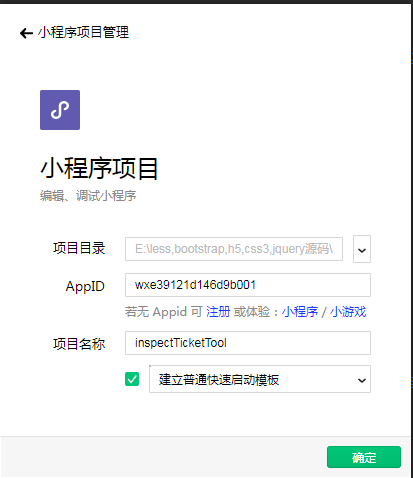 小程序项目管理
小程序项目
编辑、调试小程序
项目目录 E:\less,bootstrap,h5,css3,jquery源码\
AppID wxe39121d146d9b001
若无 Appid 可 注册 或体验：小程序 / 小游戏
项目名称 inspectTicketTool
建立普通快速启动模板
确定